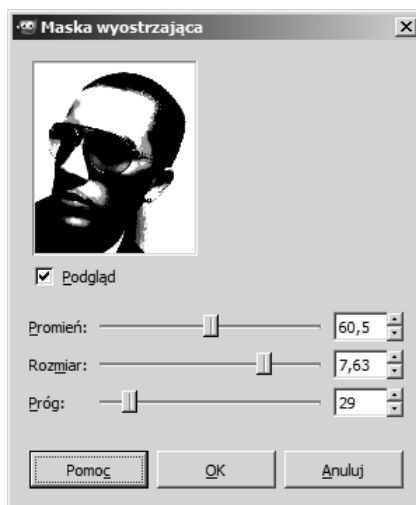 Maska wyostrzająca
Podgląd
Promień: 60,5
Rozmiar: 7,63
Próg: 29
Pomoc OK Anuluj